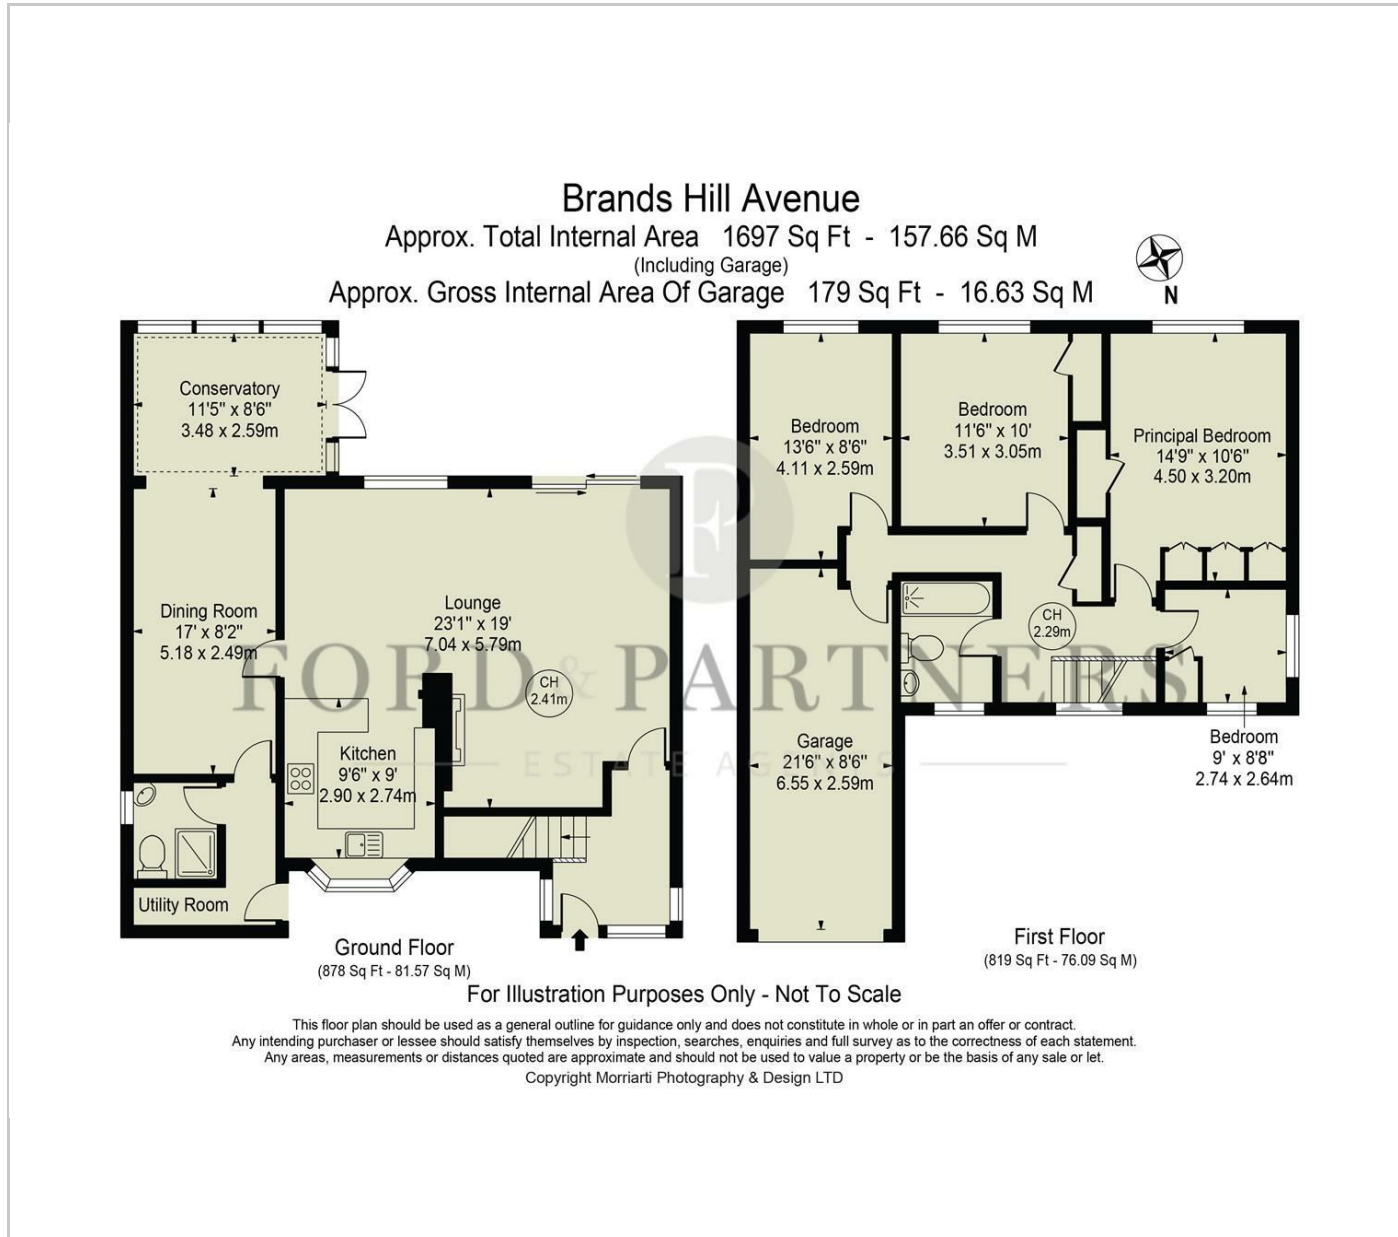 Brands Hill Avenue
Approx. Total Internal Area 1697 Sq Ft - 157.66 Sq M
(Including Garage)
Approx. Gross Internal Area Of Garage 179 Sq Ft - 16.63 Sq M
N
Conservatory
11'5" x 8'6"
3.48 x 2.59m
Dining Room
17' x 8'2"
5.18 x 2.49m
Lounge
23'1" x 19'
7.04 x 5.79m
CH
2.41m
Kitchen
9'6" x 9'
2.90 x 2.74m
Utility Room
Ground Floor
(878 Sq Ft - 81.57 Sq M)
Bedroom
13'6" x 8'6"
4.11 x 2.59m
Bedroom
11'6" x 10'
3.51 x 3.05m
Principal Bedroom
14'9" x 10'6"
4.50 x 3.20m
CH
2.29m
Garage
21'6" x 8'6"
6.55 x 2.59m
Bedroom
9' x 8'8"
2.74 x 2.64m
First Floor
(819 Sq Ft - 76.09 Sq M)
FORD & PARTNERS
ESTATE AGENTS
For Illustration Purposes Only - Not To Scale
This floor plan should be used as a general outline for guidance only and does not constitute in whole or in part an offer or contract.
Any intending purchaser or lessee should satisfy themselves by inspection, searches, enquiries and full survey as to the correctness of each statement.
Any areas, measurements or distances quoted are approximate and should not be used to value a property or be the basis of any sale or let.
Copyright Morriarti Photography & Design LTD